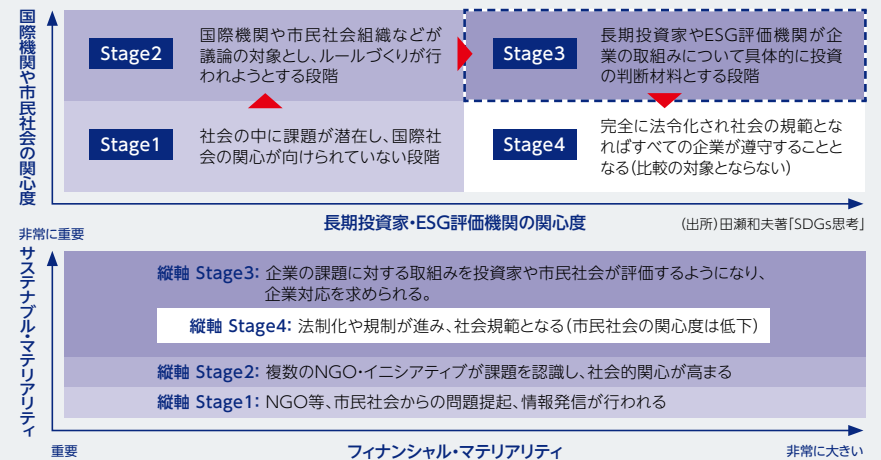 国際機関や市民社会の関心度
Stage2
国際機関や市民社会組織などが
議論の対象とし、ルールづくりが行
われようとする段階
Stage3
長期投資家やESG評価機関が企
業の取組みについて具体的に投資
の判断材料とする段階
Stage1
社会の中に課題が潜在し、国際社
会の関心が向けられていない段階
Stage4
完全に法令化され社会の規範とな
ればすべての企業が遵守することと
なる(比較の対象とならない)
長期投資家・ESG評価機関の関心度
(出所)田瀬和夫著「SDGs思考」
非常に重要
サステナブル・マテリアリティ
縦軸 Stage3: 企業の課題に対する取組みを投資家や市民社会が評価するようになり、
企業対応を求められる。
縦軸 Stage4: 法制化や規制が進み、社会規範となる(市民社会の関心度は低下)
縦軸 Stage2: 複数のNGO・イニシアティブが課題を認識し、社会的関心が高まる
縦軸 Stage1: NGO等、市民社会からの問題提起、情報発信が行われる
重要
フィナンシャル・マテリアリティ
非常に大きい